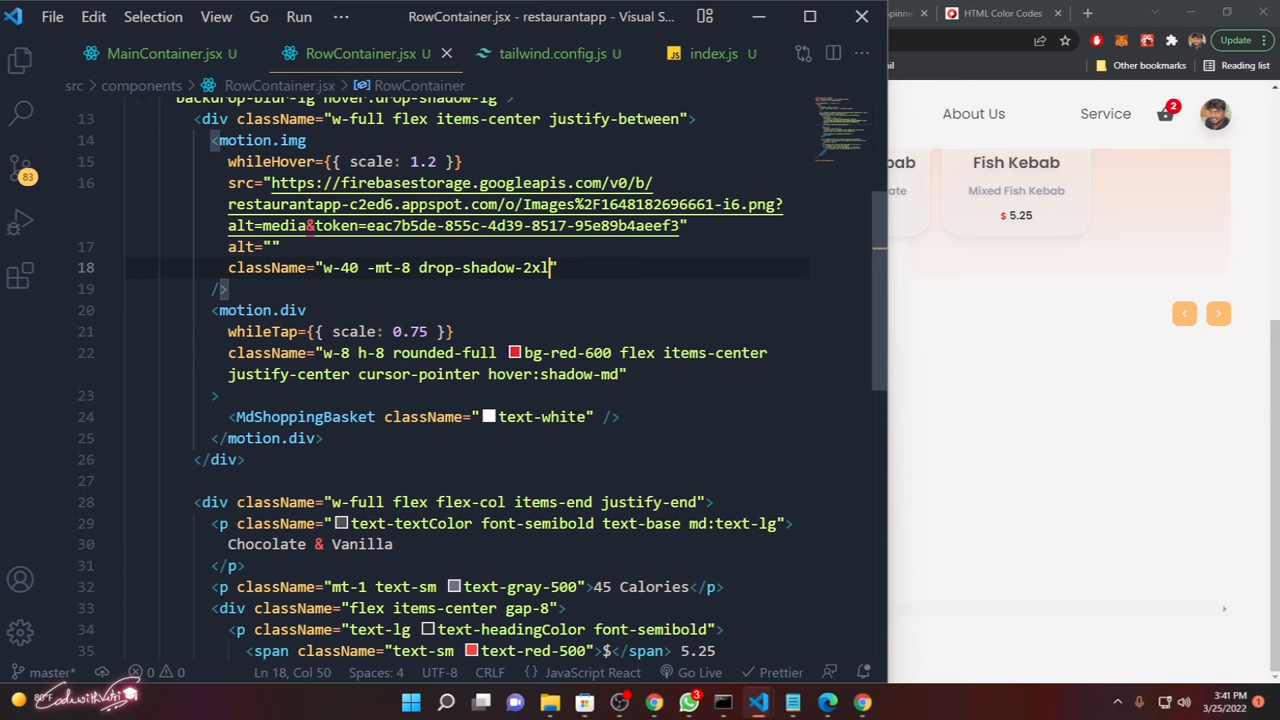 File Edit Selection View Go Run ··· RowContainer.jsx - restaurantapp - Visual S...
MainContainer.jsx U RowContainer.jsx U tailwind.config.js U JS index.js U ···
src > components > RowContainer.jsx > RowContainer
13 <div className="w-full flex items-center justify-between">
14 <motion.img
15 whileHover={{ scale: 1.2 }}
16 src="https://firebasestorage.googleapis.com/v0/b/
restaurantapp-c2ed6.appspot.com/o/Images%2F1648182696661-i6.png?
alt=media&token=eac7b5de-855c-4d39-8517-95e89b4aeef3"
17 alt=""
18 className="w-40 -mt-8 drop-shadow-2xl"
19 />
20 <motion.div
21 whileTap={{ scale: 0.75 }}
22 className="w-8 h-8 rounded-full bg-red-600 flex items-center
justify-center cursor-pointer hover:shadow-md"
23 >
24 <MdShoppingBasket className="text-white" />
25 </motion.div>
26 </div>
27
28 <div className="w-full flex flex-col items-end justify-end">
29 <p className="text-textColor font-semibold text-base md:text-lg">
30 Chocolate & Vanilla
31 </p>
32 <p className="mt-1 text-sm text-gray-500">45 Calories</p>
33 <div className="flex items-center gap-8">
34 <p className="text-lg text-headingColor font-semibold">
35 <span className="text-sm text-red-500">$</span> 5.25
83
master* 0 0 Ln 18, Col 50 Spaces: 4 UTF-8 CRLF {} JavaScript React Go Live Prettier
HTML Color Codes
Update
Other bookmarks Reading list
About Us Service 2
Fish Kebab
Mixed Fish Kebab
$ 5.25
80°F
3
3:41 PM
3/25/2022